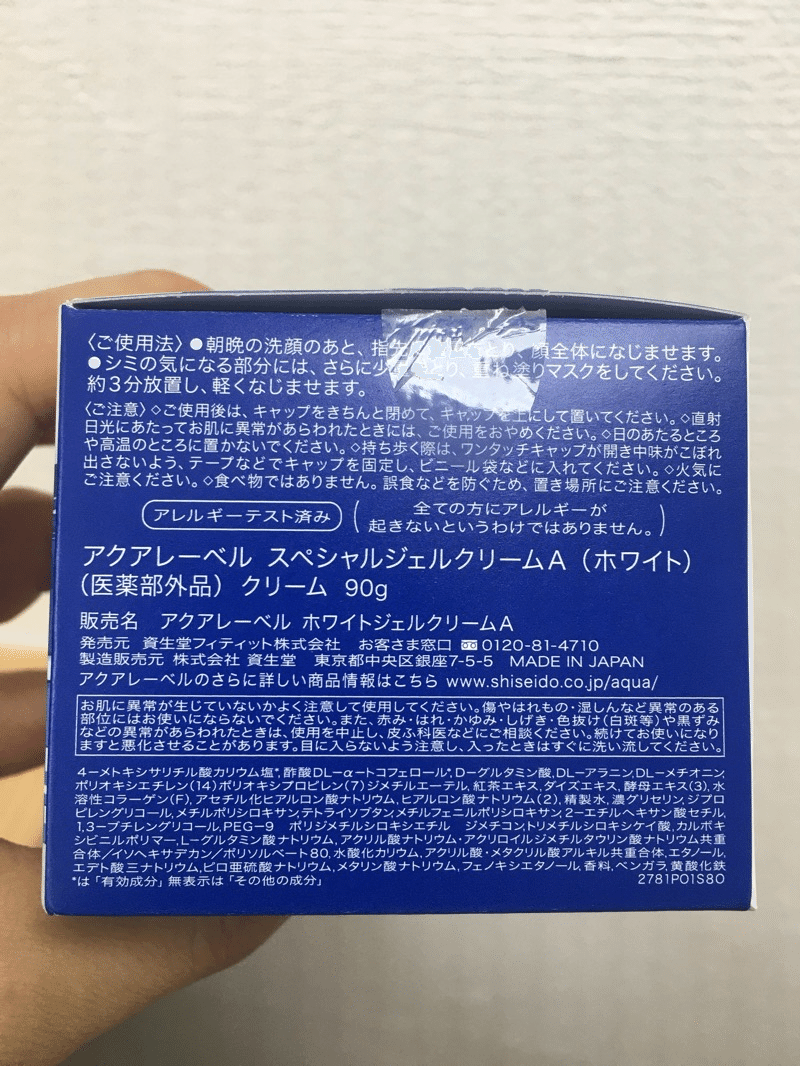 〈ご使用法〉●朝晩の洗顔のあと、指 とり、顔全体になじませます。
●シミの気になる部分には、さらに少 とり、重ね塗りマスクをしてください。
約3分放置し、軽くなじませます。
〈ご注意〉◇ご使用後は、キャップをきちんと閉めて、キャップを上にして置いてください。◇直射
日光にあたってお肌に異常があらわれたときには、ご使用をおやめください。◇日のあたるところ
や高温のところに置かないでください。◇持ち歩く際は、ワンタッチキャップが開き中味がこぼれ
出さないよう、テープなどでキャップを固定し、ビニール袋などに入れてください。◇火気に
ご注意ください。◇食べ物ではありません。誤食などを防ぐため、置き場所にご注意ください。
アレルギーテスト済み
(全ての方にアレルギーが
起きないというわけではありません。)
アクアレーベル スペシャルジェルクリームA(ホワイト)
(医薬部外品) クリーム 90g
販売名 アクアレーベル ホワイトジェルクリームA
発売元 資生堂フィティット株式会社 お客さま窓口 0120-81-4710
製造販売元 株式会社 資生堂 東京都中央区銀座7-5-5 MADE IN JAPAN
アクアレーベルのさらに詳しい商品情報はこちら www.shiseido.co.jp/aqua/
お肌に異常が生じていないかよく注意して使用してください。傷やはれもの・湿しんなど異常のある
部位にはお使いにならないでください。また、赤み・はれ・かゆみ・しげき・色抜け(白斑等)や黒ずみ
などの異常があらわれたときは、使用を中止し、皮ふ科医などにご相談ください。続けてお使いになり
ますと悪化させることがあります。目に入らないよう注意し、入ったときはすぐに洗い流してください。
4-メトキシサリチル酸カリウム塩*,酢酸DL-α-トコフェロール*,D-グルタミン酸,DL-アラニン,DL-メチオニン,
ポリオキシエチレン(14)ポリオキシプロピレン(7)ジメチルエーテル,紅茶エキス,ダイズエキス,酵母エキス(3),水
溶性コラーゲン(F),アセチル化ヒアルロン酸ナトリウム,ヒアルロン酸ナトリウム(2),精製水,濃グリセリン,ジプロ
ピレングリコール,メチルポリシロキサン,デトライソブタン,メチルフェニルポリシロキサン,2-エチルヘキサン酸セチル,
1,3-ブチレングリコール,PEG-9 ポリジメチルシロキシエチル ジメチコン,トリメチルシロキシケイ酸,カルボキ
シビニルポリマー,L-グルタミン酸ナトリウム,アクリル酸ナトリウム・アクリロイルジメチルタウリン酸ナトリウム共重
合体/イソヘキサデカン/ポリソルベート80,水酸化カリウム,アクリル酸・メタクリル酸アルキル共重合体,エタノール,
エデト酸三ナトリウム,ピロ亜硫酸ナトリウム,メタリン酸ナトリウム,フェノキシエタノール,香料,ベンガラ,黄酸化鉄
*は「有効成分」無表示は「その他の成分」 2781P01S80